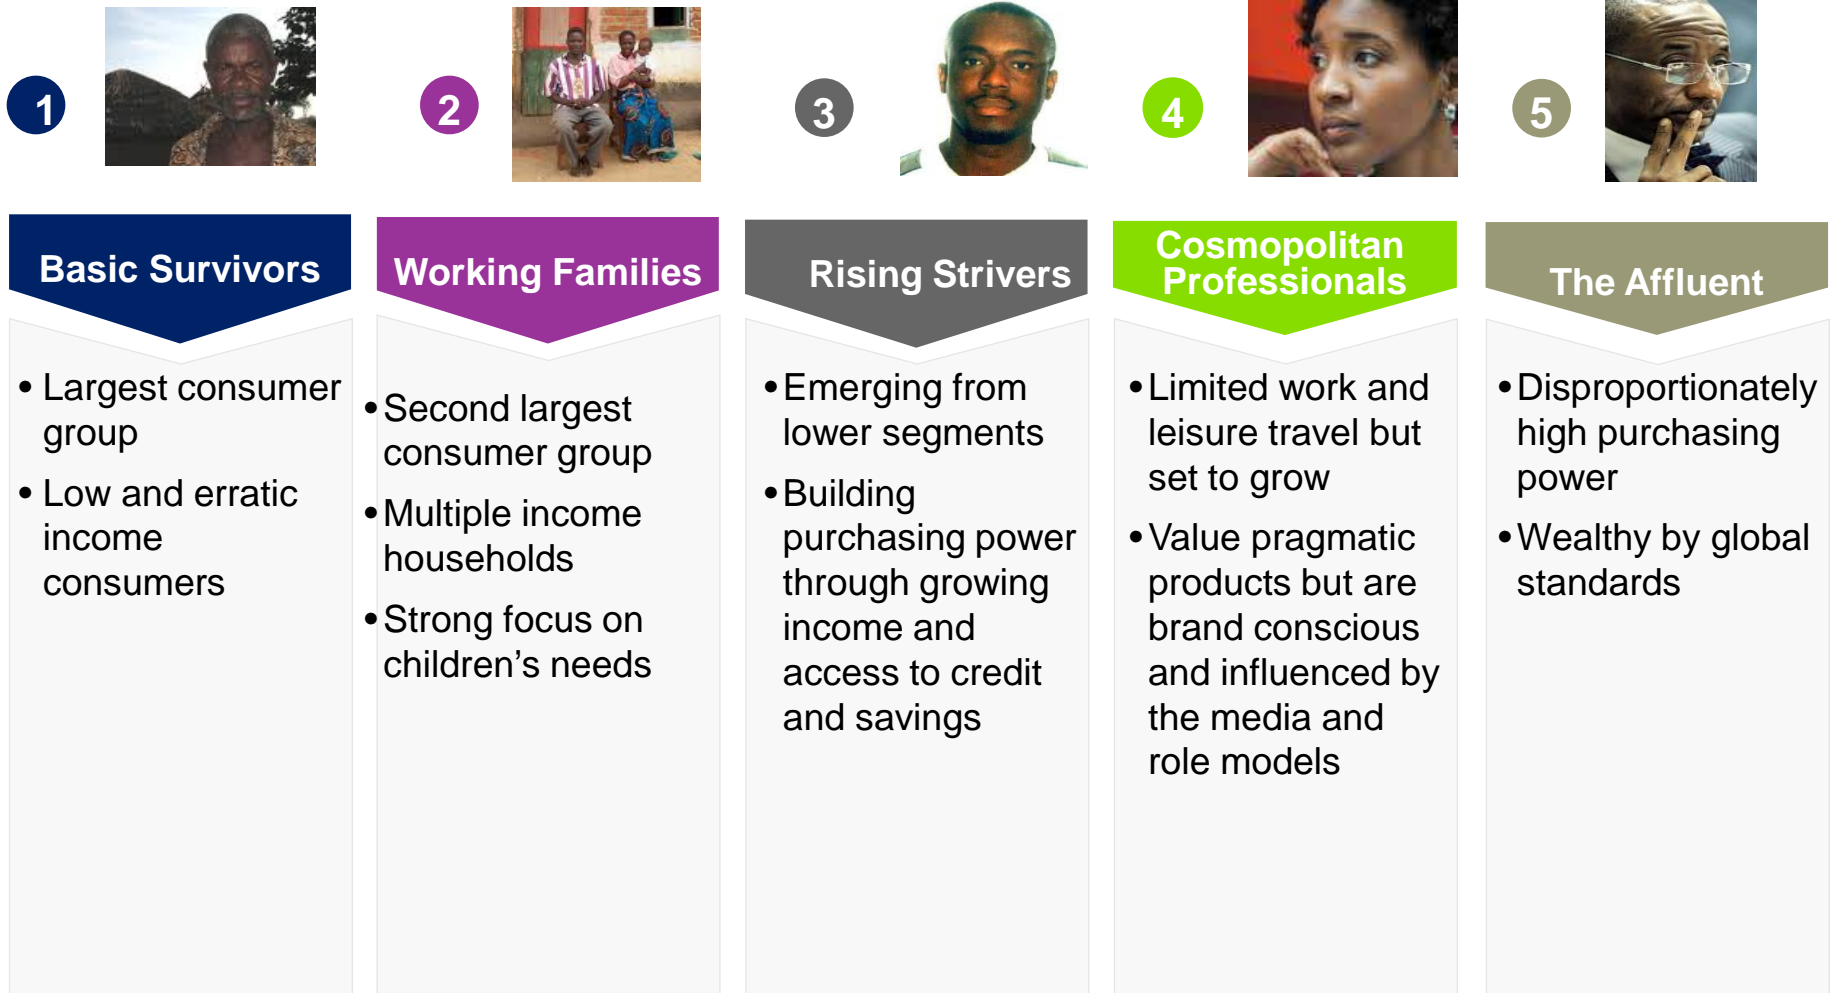 1
2
3
4
5
Basic Survivors
• Largest consumer
group
• Low and erratic
income
consumers
Working Families
• Second largest
consumer group
• Multiple income
households
• Strong focus on
children’s needs
Rising Strivers
• Emerging from
lower segments
• Building
purchasing power
through growing
income and
access to credit
and savings
Cosmopolitan
Professionals
• Limited work and
leisure travel but
set to grow
• Value pragmatic
products but are
brand conscious
and influenced by
the media and
role models
The Affluent
• Disproportionately
high purchasing
power
• Wealthy by global
standards